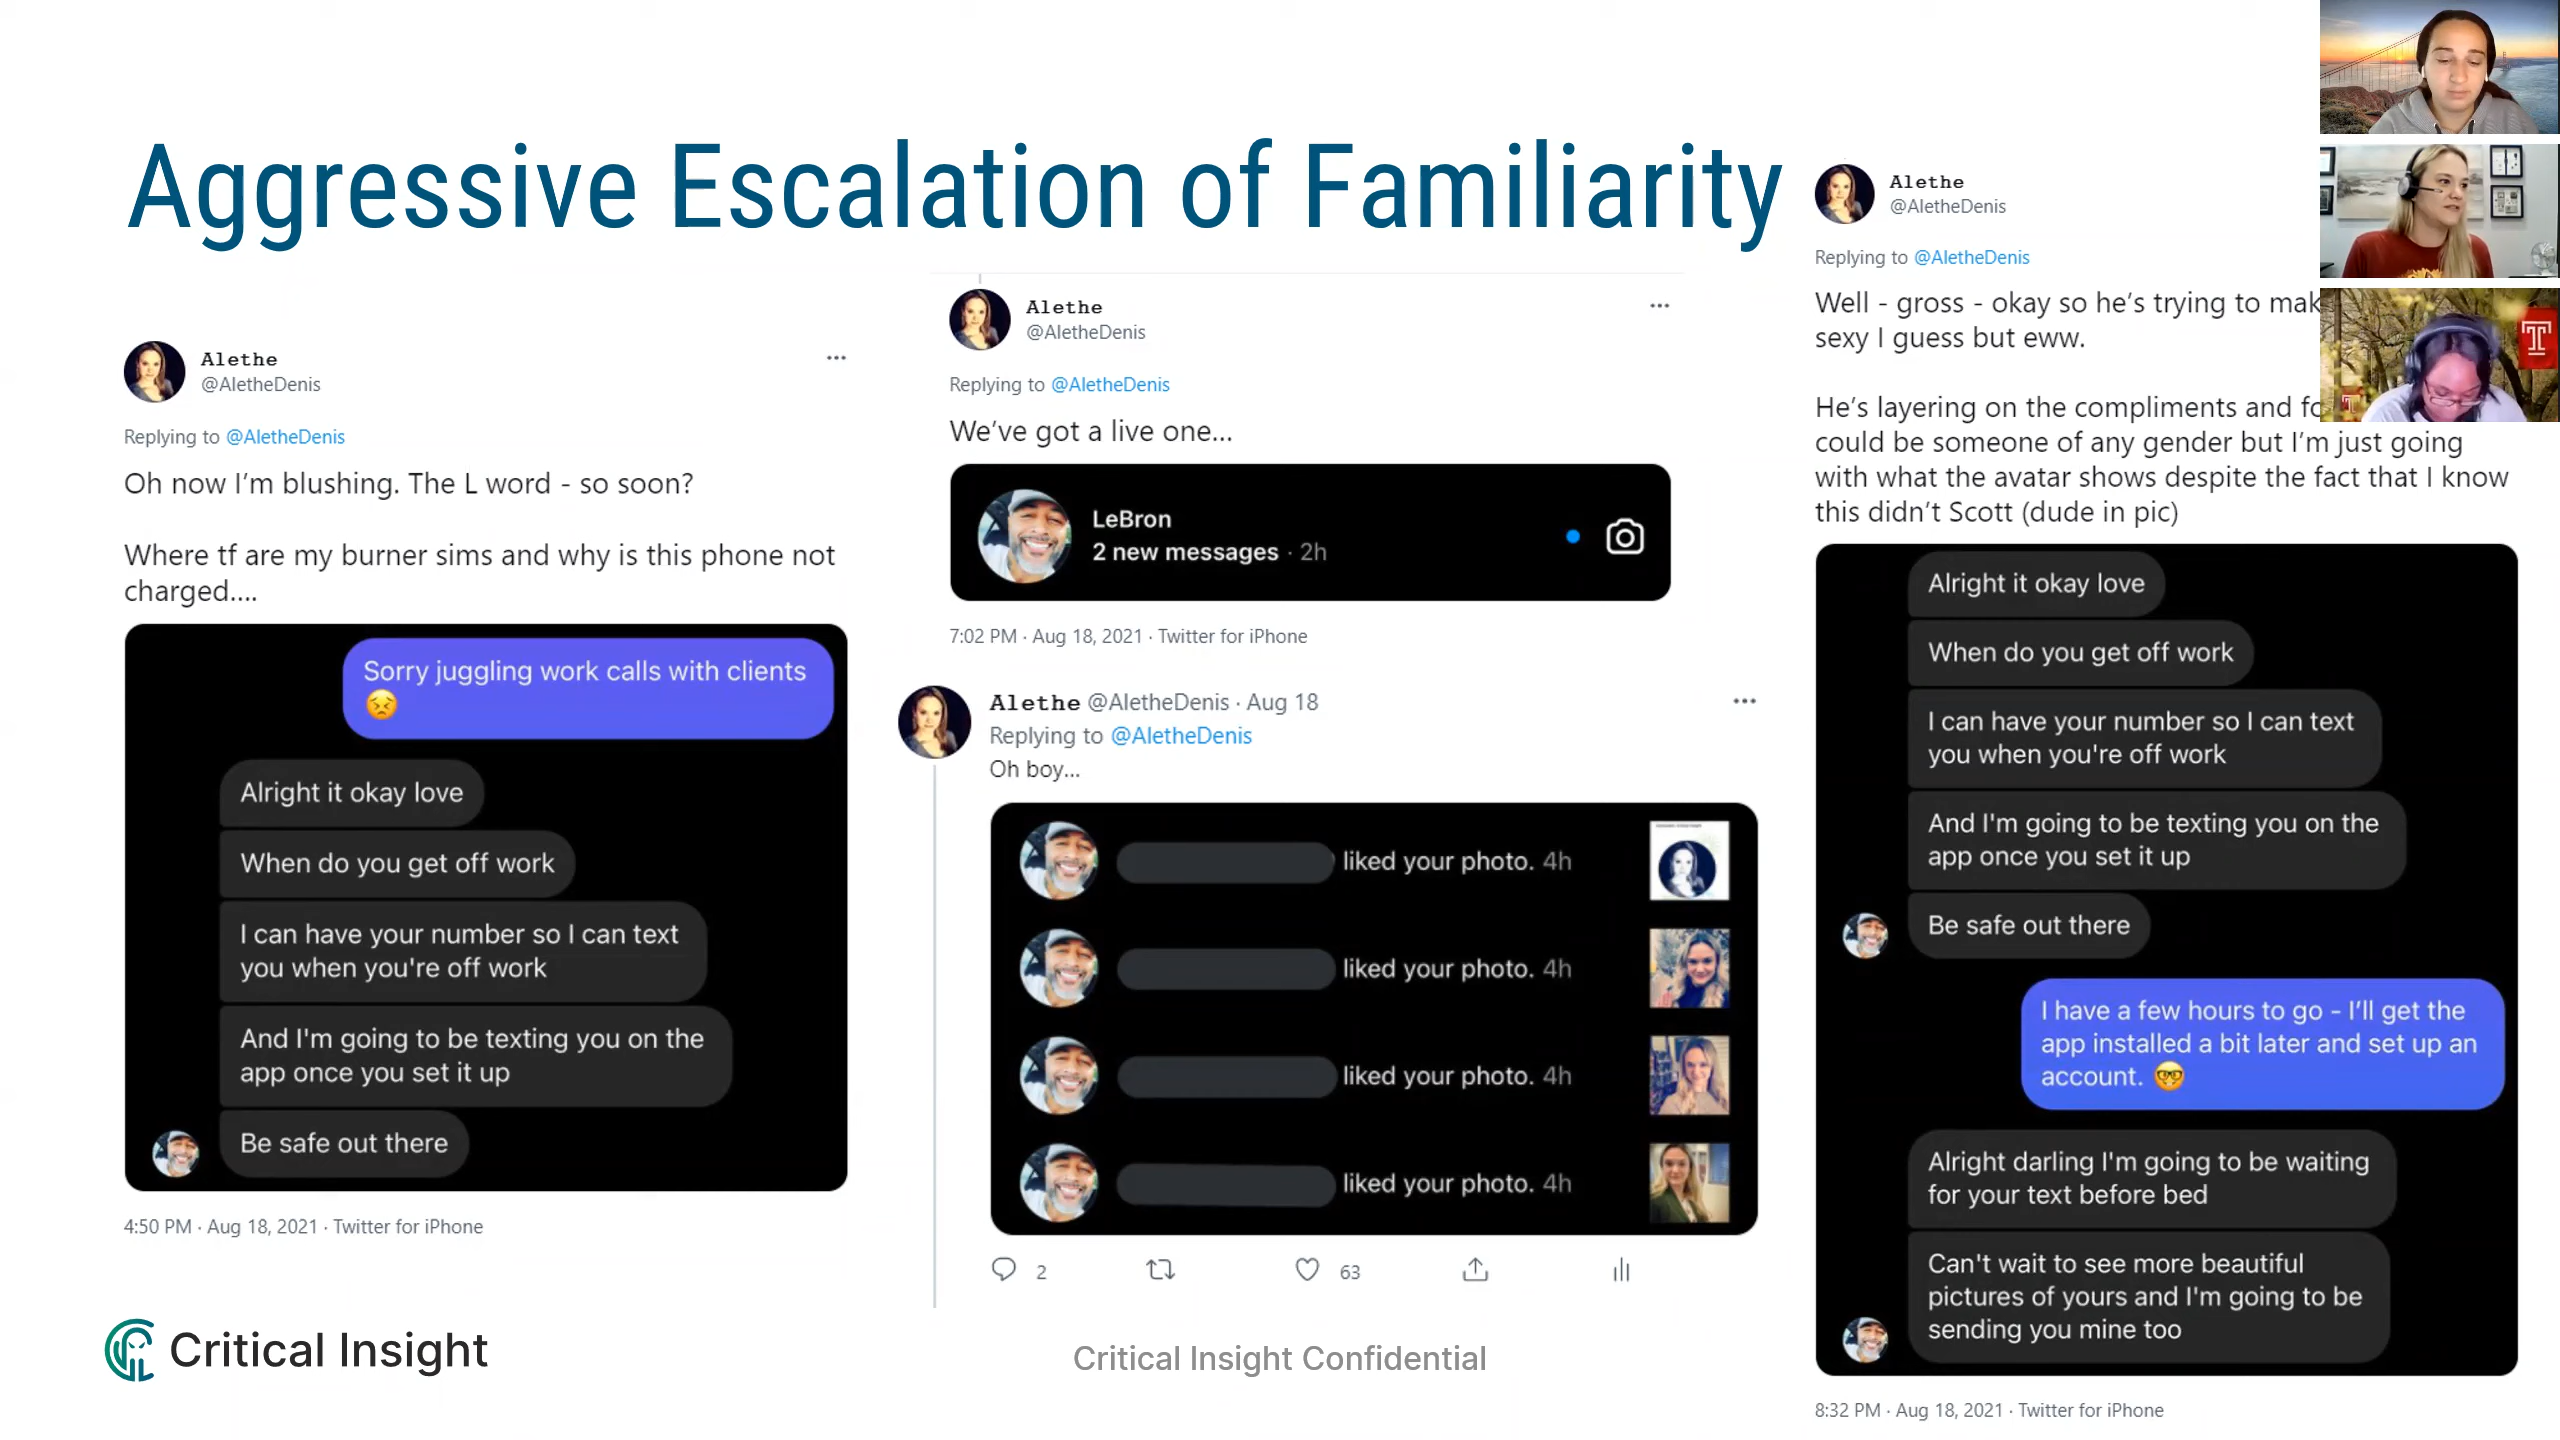 Aggressive Escalation of Familiarity
Alethe
@AletheDenis
Replying to @AletheDenis
Oh now I'm blushing. The L word - so soon?
Where tf are my burner sims and why is this phone not
charged....
Sorry juggling work calls with clients
😣
Alright it okay love
When do you get off work
I can have your number so I can text
you when you're off work
And I'm going to be texting you on the
app once you set it up
Be safe out there
4:50 PM · Aug 18, 2021 · Twitter for iPhone
Alethe
@AletheDenis
Replying to @AletheDenis
We've got a live one...
LeBron
2 new messages · 2h
7:02 PM · Aug 18, 2021 · Twitter for iPhone
Alethe @AletheDenis · Aug 18
Replying to @AletheDenis
Oh boy...
liked your photo. 4h
liked your photo. 4h
liked your photo. 4h
liked your photo. 4h
2
63
Alethe
@AletheDenis
Replying to @AletheDenis
Well - gross - okay so he's trying to
sexy I guess but eww.
He's layering on the compliments and
could be someone of any gender but I'm just going
with what the avatar shows despite the fact that I know
this didn't Scott (dude in pic)
Alright it okay love
When do you get off work
I can have your number so I can text
you when you're off work
And I'm going to be texting you on the
app once you set it up
Be safe out there
I have a few hours to go - I'll get the
app installed a bit later and set up an
account. 🤓
Alright darling I'm going to be waiting
for your text before bed
Can't wait to see more beautiful
pictures of yours and I'm going to be
sending you mine too
8:32 PM · Aug 18, 2021 · Twitter for iPhone
Critical Insight
Critical Insight Confidential